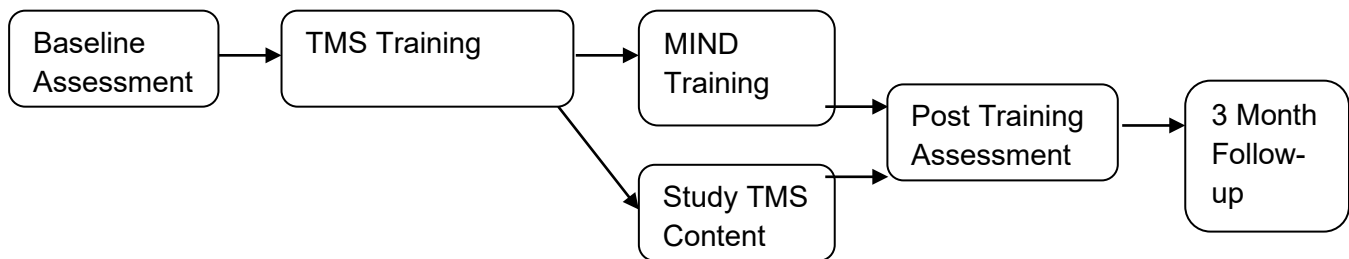 Baseline
Assessment
TMS Training
MIND
Training
Study TMS
Content
Post Training
Assessment
3 Month
Follow-
up